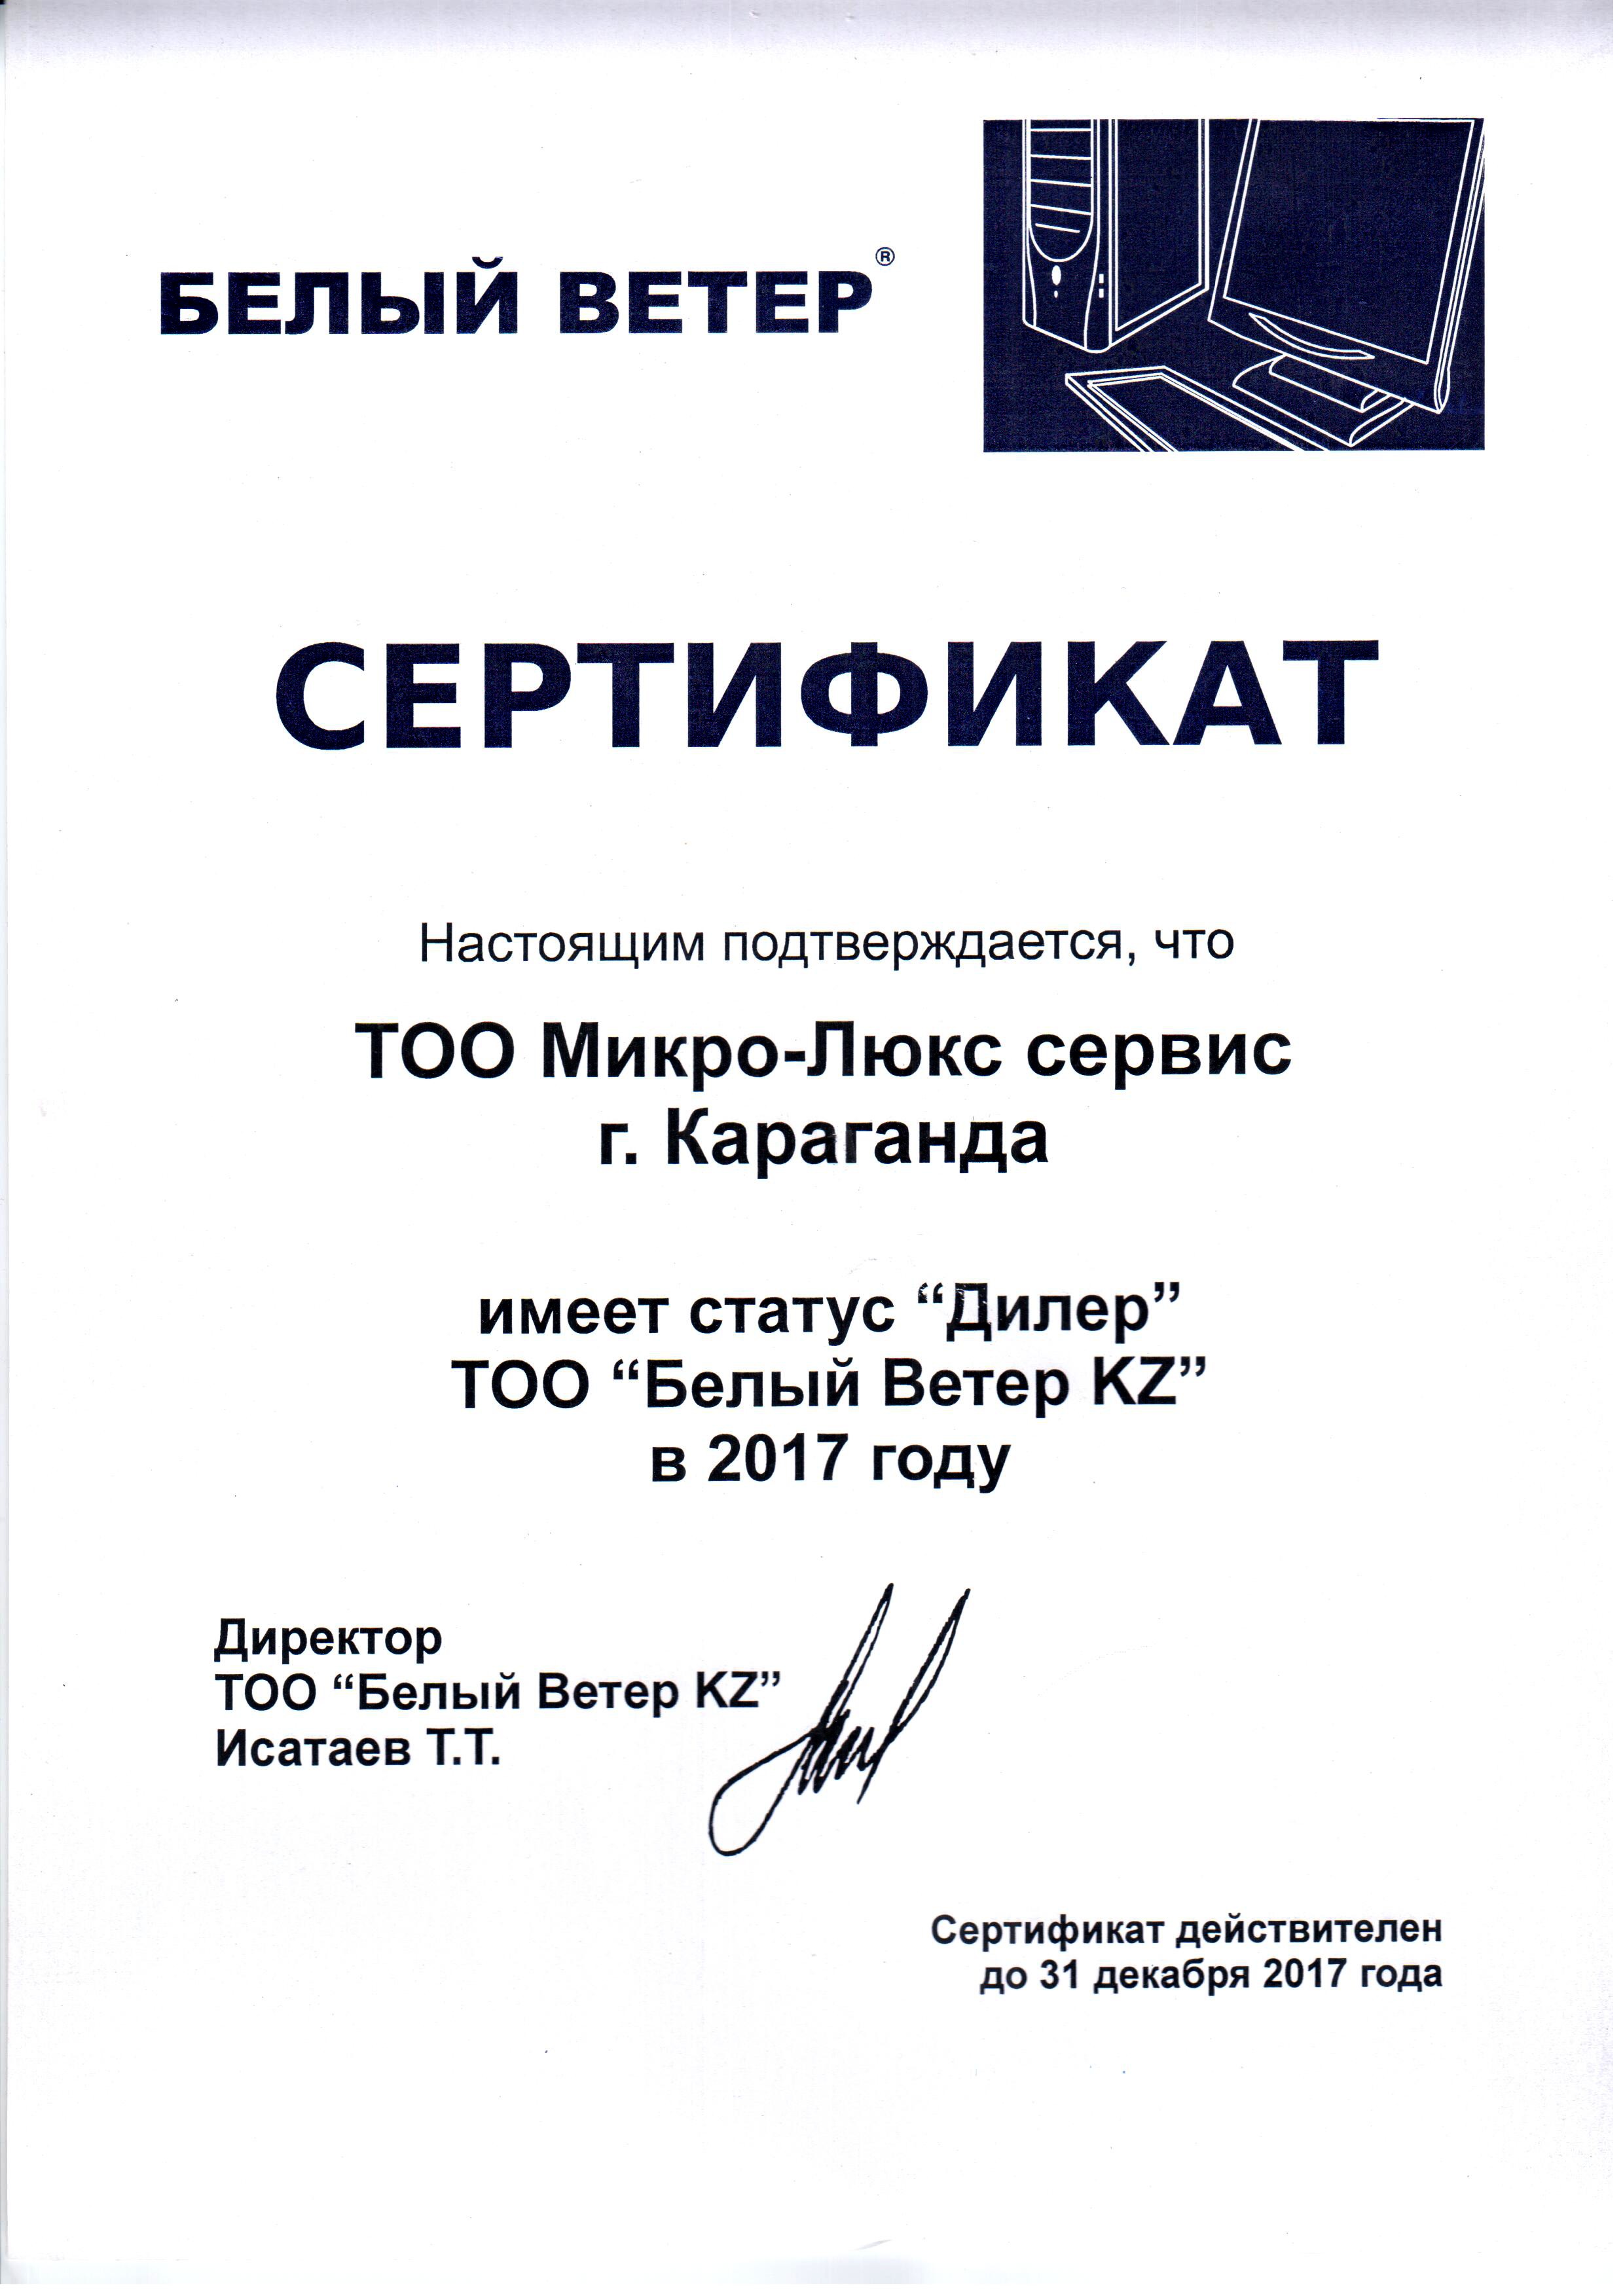 БЕЛЫЙ ВЕТЕР®
СЕРТИФИКАТ
Настоящим подтверждается, что
ТОО Микро-Люкс сервис
г. Караганда
имеет статус “Дилер”
ТОО “Белый Ветер KZ”
в 2017 году
Директор
ТОО “Белый Ветер KZ”
Исатаев Т.Т.
Сертификат действителен
до 31 декабря 2017 года